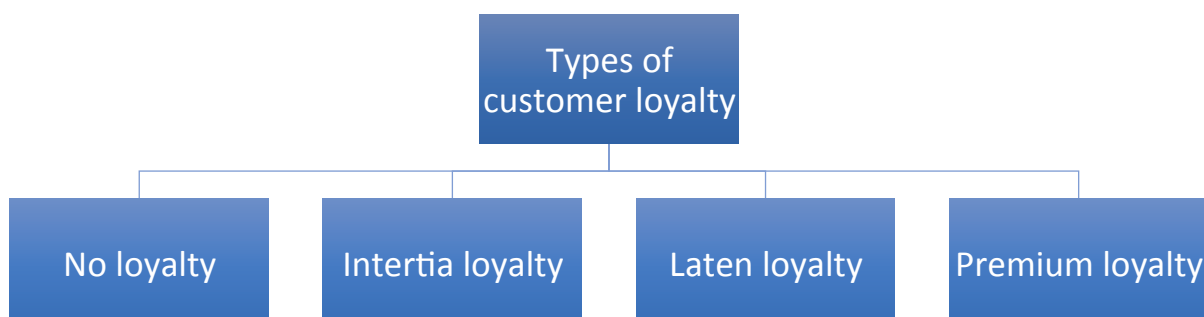 Types of
customer loyalty
No loyalty
Intertia loyalty
Laten loyalty
Premium loyalty